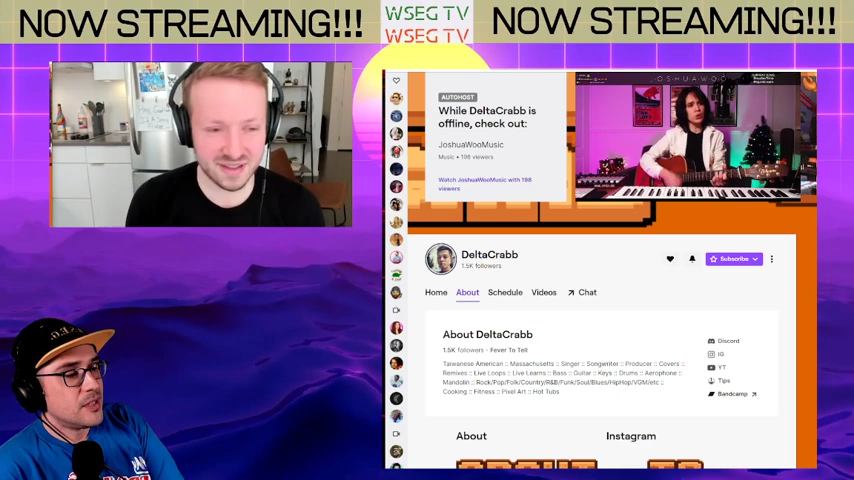 NOW STREAMING!!!
WSEG TV
WSEG TV
NOW STREAMING!!!
AUTOHOST
While DeltaCrabb is
offline, check out:
JoshuaWooMusic
Music • 198 viewers
Watch JoshuaWooMusic with 198
viewers
JOSHUAWOO
DeltaCrabb
1.5K followers
Subscribe
Home
About
Schedule
Videos
Chat
About DeltaCrabb
1.5K followers · Fever To Tell
Taiwanese American :: Massachusetts :: Singer :: Songwriter :: Producer :: Covers ::
Remixes :: Live Loops :: Live Learns :: Bass :: Guitar :: Keys :: Drums :: Aerophone ::
Mandolin :: Rock/Pop/Folk/Country/R&B/Funk/Soul/Blues/HipHop/VGM/etc ::
Cooking :: Fitness :: Pixel Art :: Hot Tubs
Discord
IG
YT
Tips
Bandcamp
About
Instagram